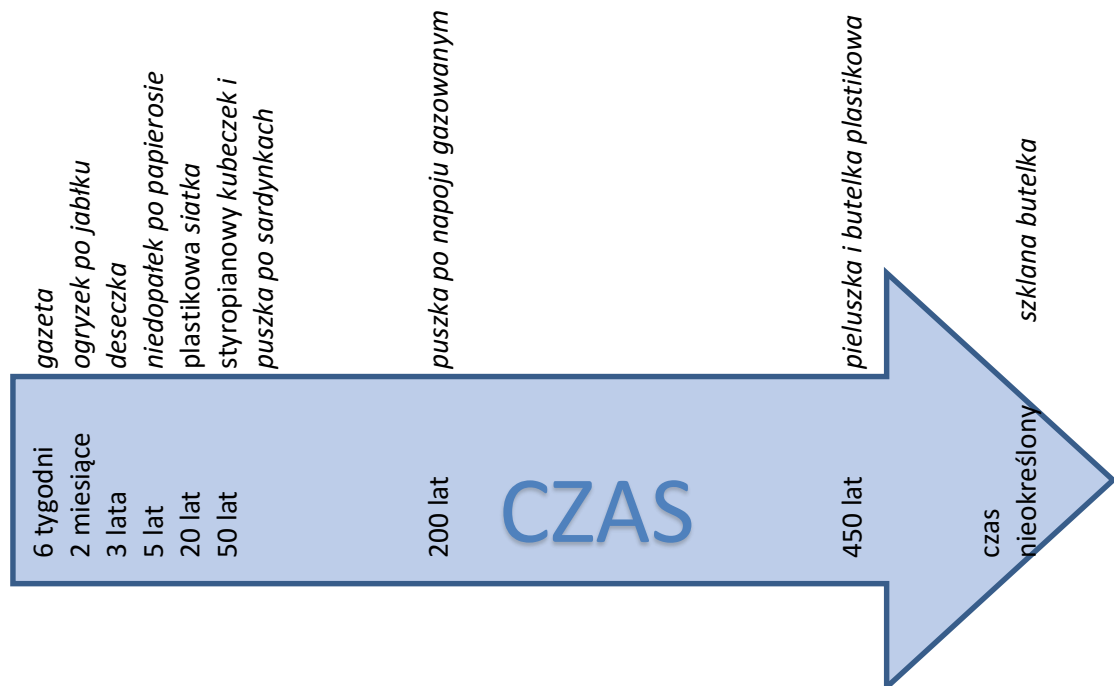 gazeta
ogryzek po jabłku
deseczka
niedopałek po papierosie
plastikowa siatka
styropianowy kubeczek i
puszka po sardynkach
puszka po napoju gazowanym
pieluszka i butelka plastikowa
szklana butelka
6 tygodni
2 miesiące
3 lata
5 lat
20 lat
50 lat
200 lat
CZAS
450 lat
czas
nieokreślony